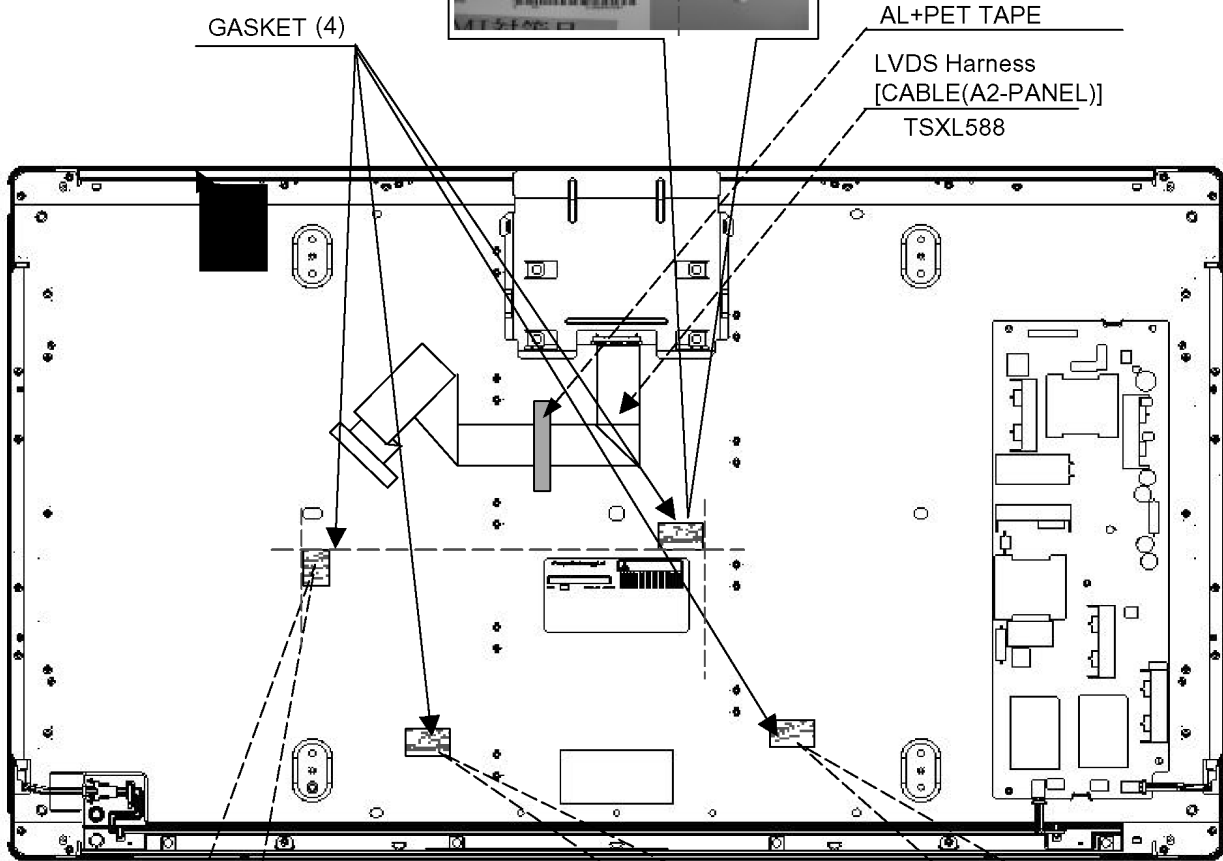 GASKET (4)
AL+PET TAPE
LVDS Harness
[CABLE(A2-PANEL)]
TSXL588